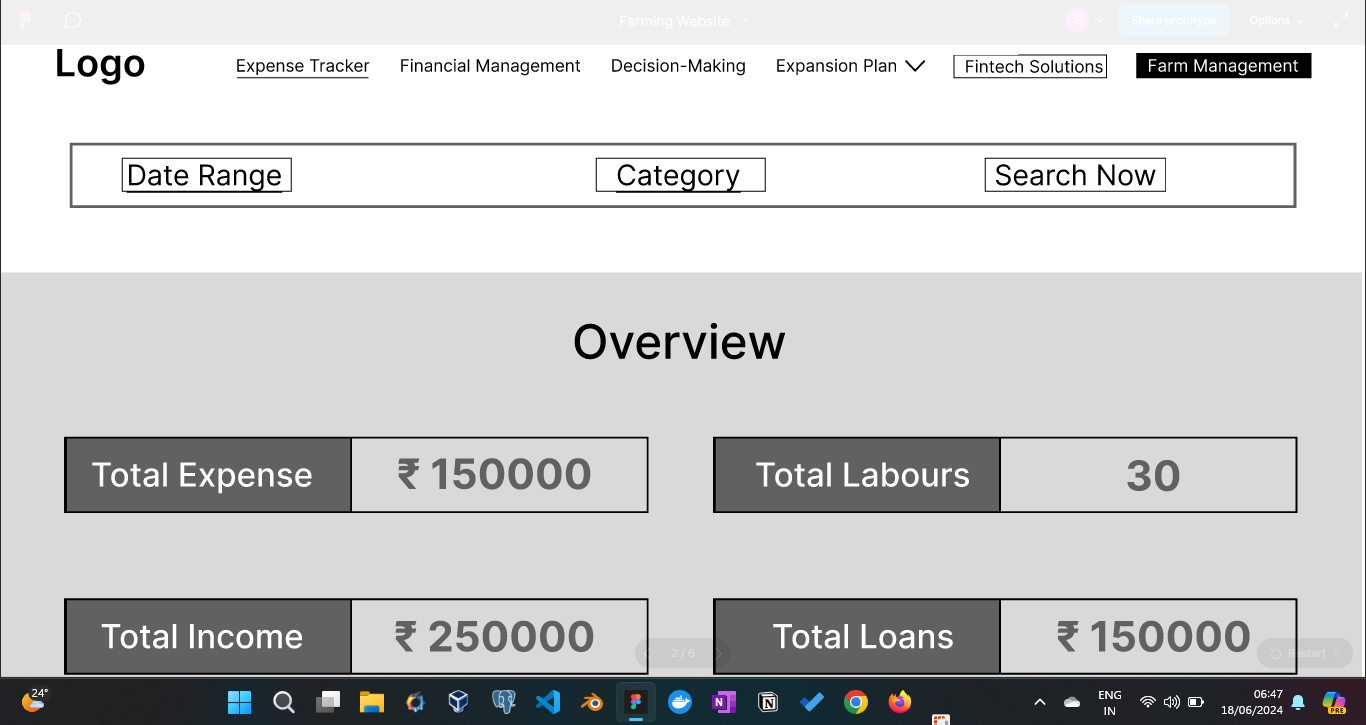 Farming Website
S
Share prototype
Options
Logo
Expense Tracker
Financial Management
Decision-Making
Expansion Plan
Fintech Solutions
Farm Management
Date Range
Category
Search Now
Overview
Total Expense
₹ 150000
Total Labours
30
Total Income
₹ 250000
Total Loans
₹ 150000
2 / 6
Restart
24°
N
ENG
IN
06:47
18/06/2024
PRE